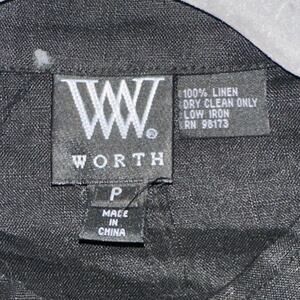 W
®
WORTH
100% LINEN
DRY CLEAN ONLY
LOW IRON
RN 98173
P
MADE
IN
CHINA